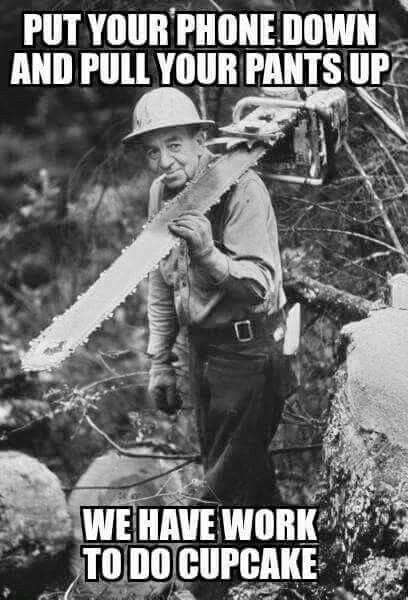 PUT YOUR PHONE DOWN
AND PULL YOUR PANTS UP
WE HAVE WORK
TO DO CUPCAKE